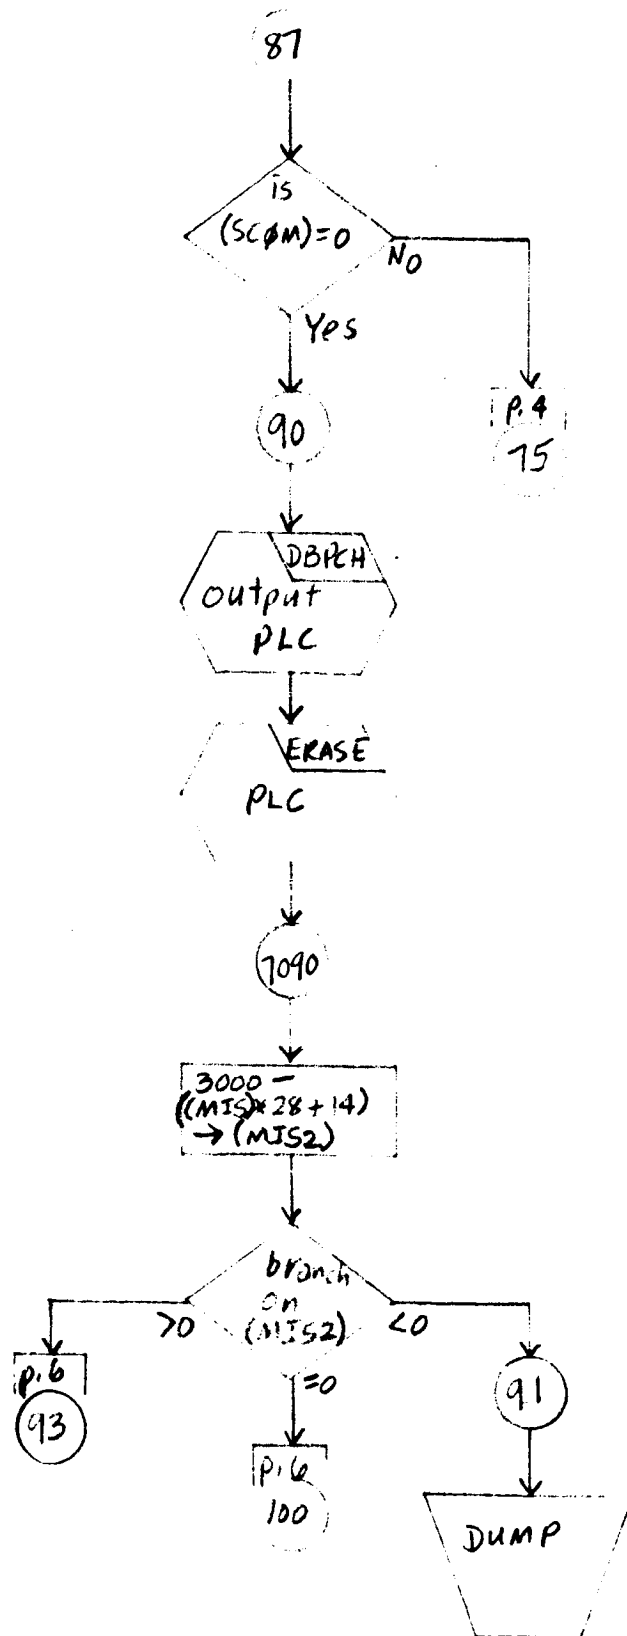 87
is
(SCØM)=0
No
Yes
p. 4
75
90
DBPCH
output
PLC
ERASE
PLC
7090
3000 -
((MIS)*28+14)
→ (MIS2)
branch
on
(MIS2)
>0
<0
=0
p. 6
93
91
p. 6
100
DUMP